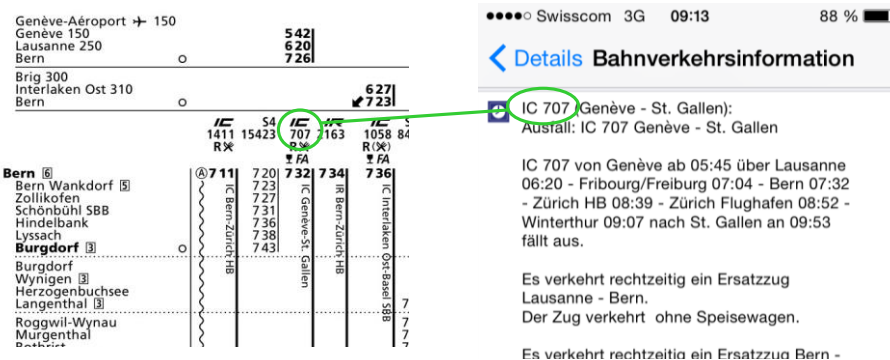 Genève-Aéroport ✈ 150
Genève 150 542
Lausanne 250 620
Bern 726
Brig 300
Interlaken Ost 310 627
Bern 723
IC S4 IC IR IC
1411 15423 707 2163 1058 84
R R R( )
FA FA
Bern 6 A 711 720 732 734 736
Bern Wankdorf 5 723
Zollikofen 727
Schönbühl SBB 731
Hindelbank 736
Lyssach 738
Burgdorf 3 743
IC Bern-Zürich HB
IC Genève-St. Gallen
IR Bern-Zürich HB
IC Interlaken Ost-Basel SBB
Burgdorf
Wynigen 3
Herzogenbuchsee
Langenthal 3 7
Roggwil-Wynau 7
Murgenthal 7
Rothrist 7
Swisscom 3G 09:13 88 %
Details Bahnverkehrsinformation
IC 707 (Genève - St. Gallen):
Ausfall: IC 707 Genève - St. Gallen
IC 707 von Genève ab 05:45 über Lausanne
06:20 - Fribourg/Freiburg 07:04 - Bern 07:32
- Zürich HB 08:39 - Zürich Flughafen 08:52 -
Winterthur 09:07 nach St. Gallen an 09:53
fällt aus.
Es verkehrt rechtzeitig ein Ersatzzug
Lausanne - Bern.
Der Zug verkehrt ohne Speisewagen.
Es verkehrt rechtzeitig ein Ersatzzug Bern -